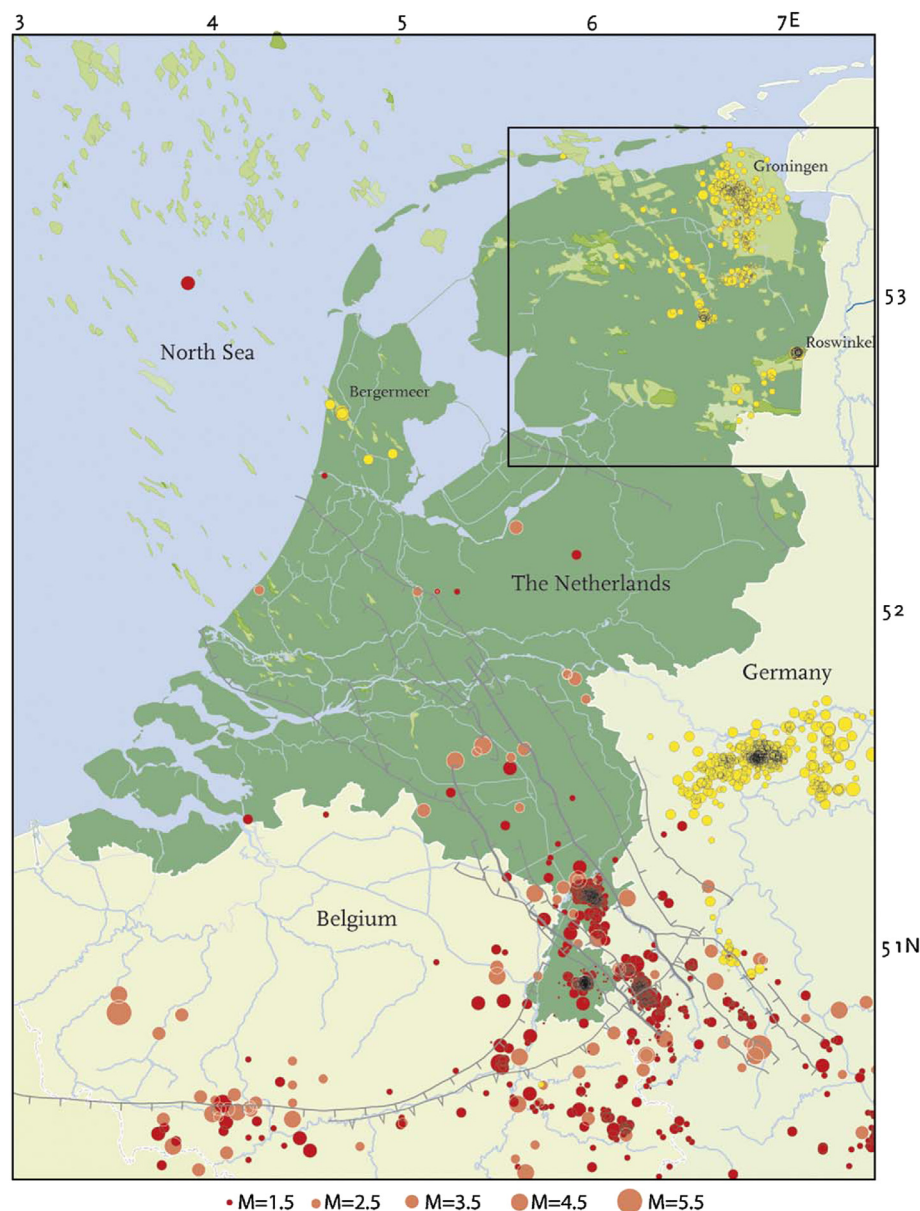 3 4 5 6 7E
Groningen
53
Roswinkel
North Sea
Bergermeer
The Netherlands
52
Germany
Belgium
51N
M=1.5 M=2.5 M=3.5 M=4.5 M=5.5